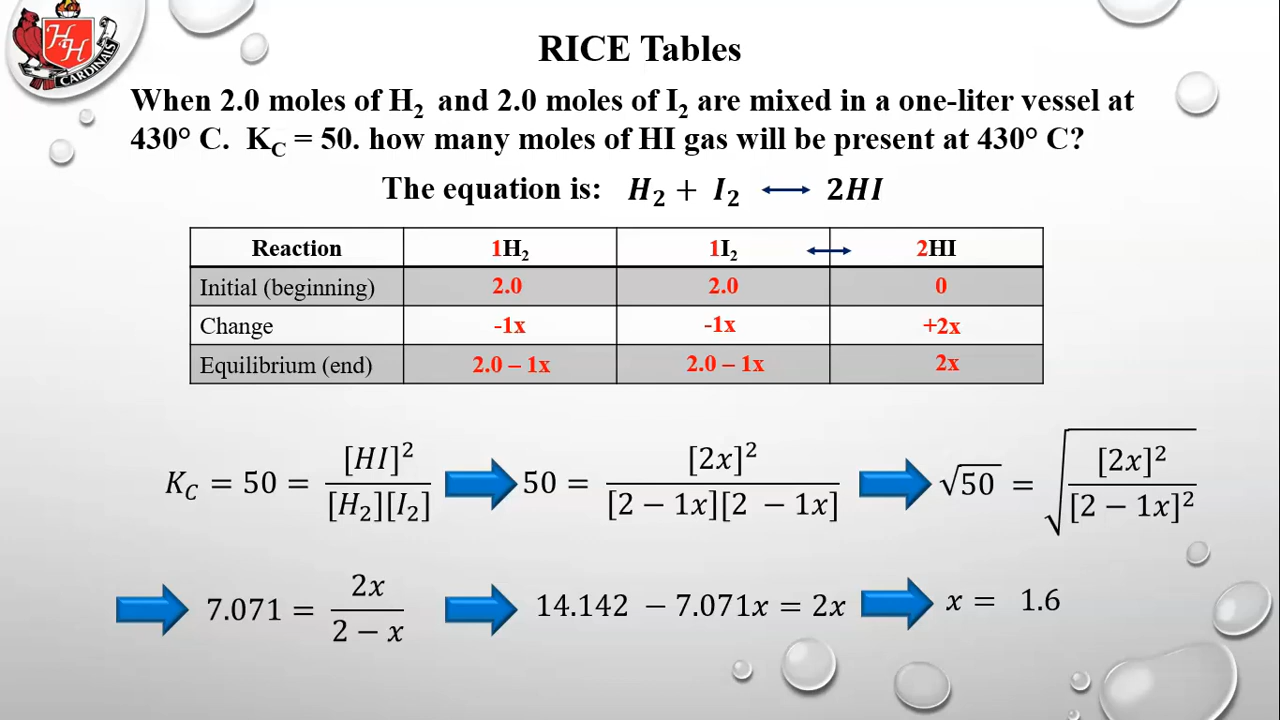 HH
CARDINALS
RICE Tables
When 2.0 moles of H₂ and 2.0 moles of I₂ are mixed in a one-liter vessel at
430° C. K_C = 50. how many moles of HI gas will be present at 430° C?
The equation is: H₂ + I₂ ⟷ 2HI
Reaction 1H₂ 1I₂ ⟷ 2HI
Initial (beginning) 2.0 2.0 0
Change -1x -1x +2x
Equilibrium (end) 2.0 – 1x 2.0 – 1x 2x
K_C = 50 = [HI]² / [H₂][I₂] 50 = [2x]² / [2 − 1x][2 − 1x] √50 = √([2x]² / [2 − 1x]²)
7.071 = 2x / 2 − x 14.142 − 7.071x = 2x x = 1.6